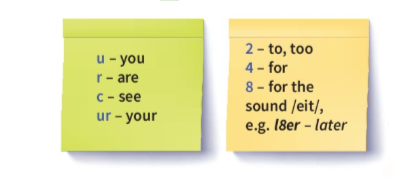 u – you
r – are
c – see
ur – your
2 – to, too
4 – for
8 – for the
sound /eit/,
e.g. l8er – later